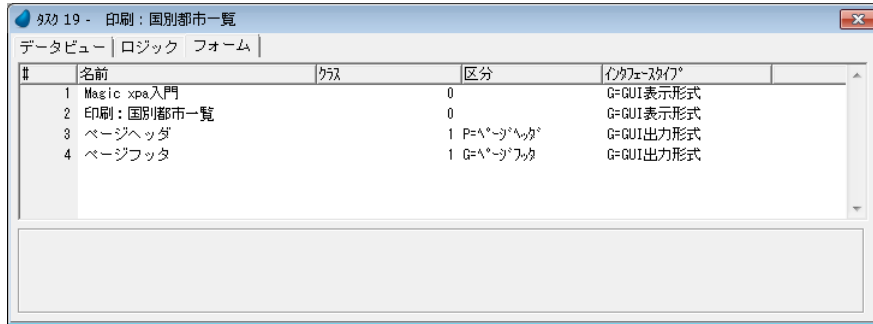 ﾀｽｸ 19 - 印刷：国別都市一覧
データビュー ロジック フォーム
# 名前 ｸﾗｽ 区分 ｲﾝﾀﾌｪｰｽﾀｲﾌﾟ
1 Magic xpa入門 0 G=GUI表示形式
2 印刷：国別都市一覧 0 G=GUI表示形式
3 ページヘッダ 1 P=ﾍﾟｰｼﾞﾍｯﾀﾞ G=GUI出力形式
4 ページフッタ 1 G=ﾍﾟｰｼﾞﾌｯﾀ G=GUI出力形式